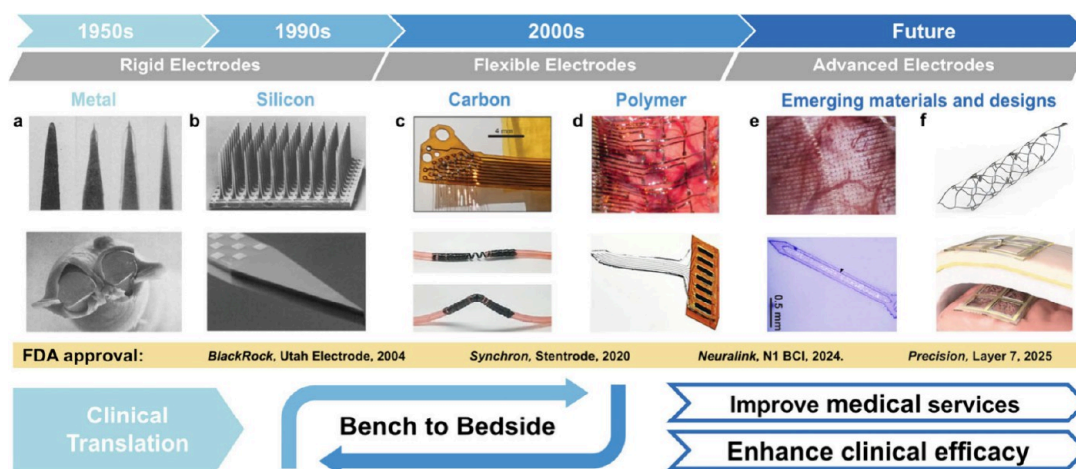 1950s
1990s
2000s
Future
Rigid Electrodes
Flexible Electrodes
Advanced Electrodes
Metal
Silicon
Carbon
Polymer
Emerging materials and designs
a
b
c
d
e
f
4 mm
0.5 mm
FDA approval:
BlackRock, Utah Electrode, 2004
Synchron, Stentrode, 2020
Neuralink, N1 BCI, 2024.
Precision, Layer 7, 2025
Clinical
Translation
Bench to Bedside
Improve medical services
Enhance clinical efficacy